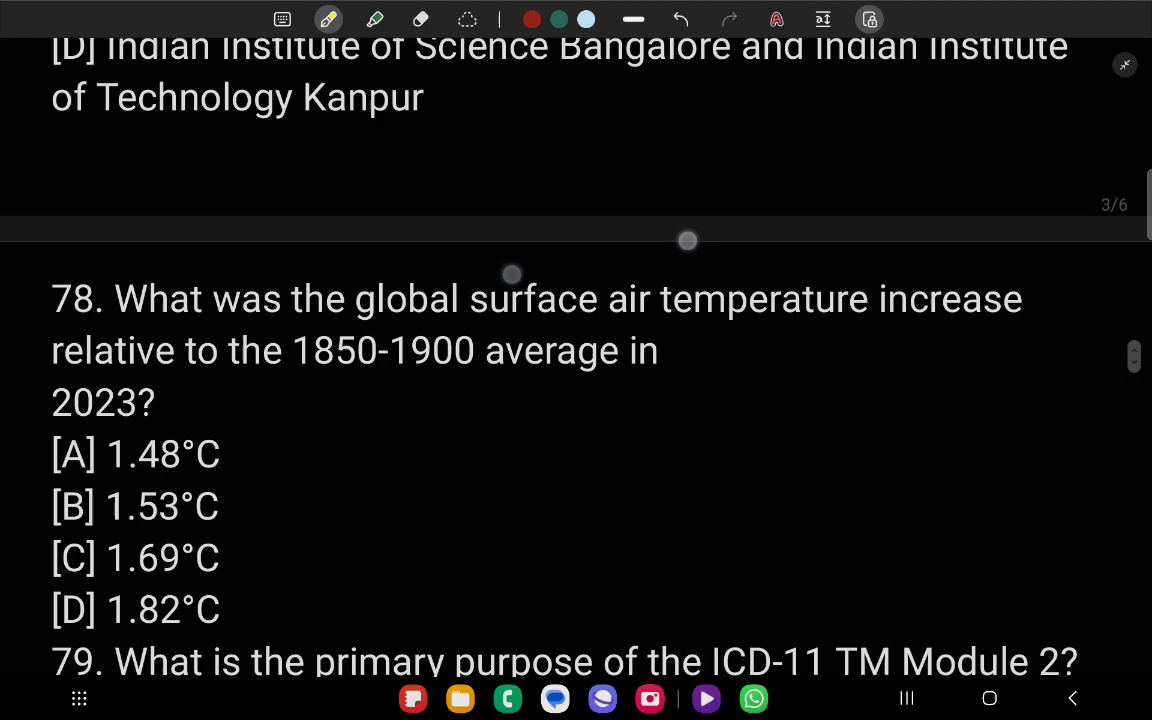 [D] Indian Institute of Science Bangalore and Indian Institute
of Technology Kanpur
3/6
78. What was the global surface air temperature increase
relative to the 1850-1900 average in
2023?
[A] 1.48°C
[B] 1.53°C
[C] 1.69°C
[D] 1.82°C
79. What is the primary purpose of the ICD-11 TM Module 2?